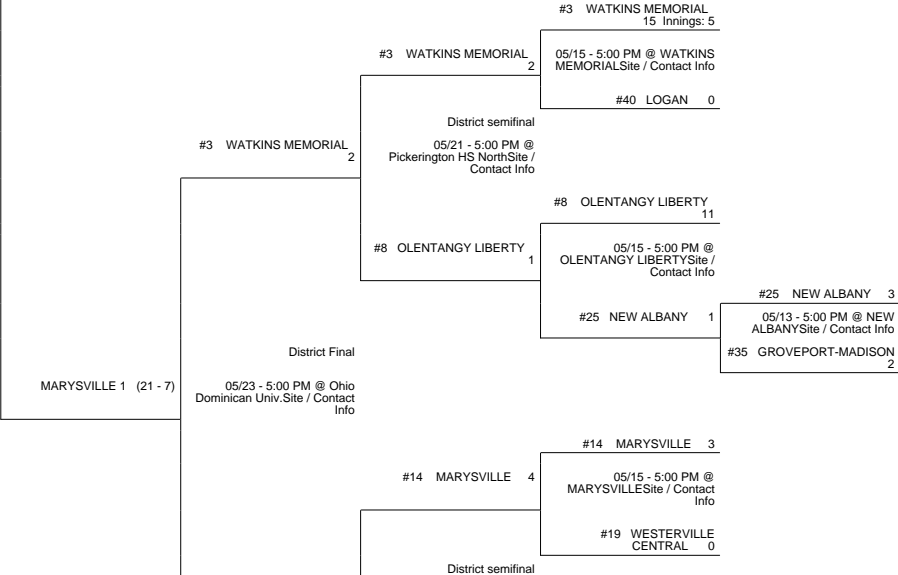 #3 WATKINS MEMORIAL
15 Innings: 5
#3 WATKINS MEMORIAL
2
05/15 - 5:00 PM @ WATKINS
MEMORIALSite / Contact Info
#40 LOGAN 0
District semifinal
#3 WATKINS MEMORIAL
2
05/21 - 5:00 PM @
Pickerington HS NorthSite /
Contact Info
#8 OLENTANGY LIBERTY
11
#8 OLENTANGY LIBERTY
1
05/15 - 5:00 PM @
OLENTANGY LIBERTYSite /
Contact Info
#25 NEW ALBANY 3
#25 NEW ALBANY 1
05/13 - 5:00 PM @ NEW
ALBANYSite / Contact Info
#35 GROVEPORT-MADISON
2
District Final
MARYSVILLE 1 (21 - 7)
05/23 - 5:00 PM @ Ohio
Dominican Univ.Site / Contact
Info
#14 MARYSVILLE 3
#14 MARYSVILLE 4
05/15 - 5:00 PM @
MARYSVILLESite / Contact
Info
#19 WESTERVILLE
CENTRAL 0
District semifinal